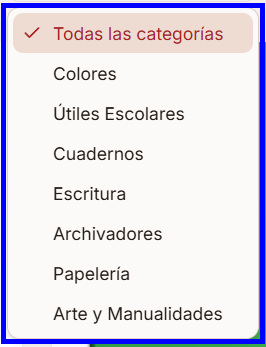 Todas las categorías
Colores
Útiles Escolares
Cuadernos
Escritura
Archivadores
Papelería
Arte y Manualidades